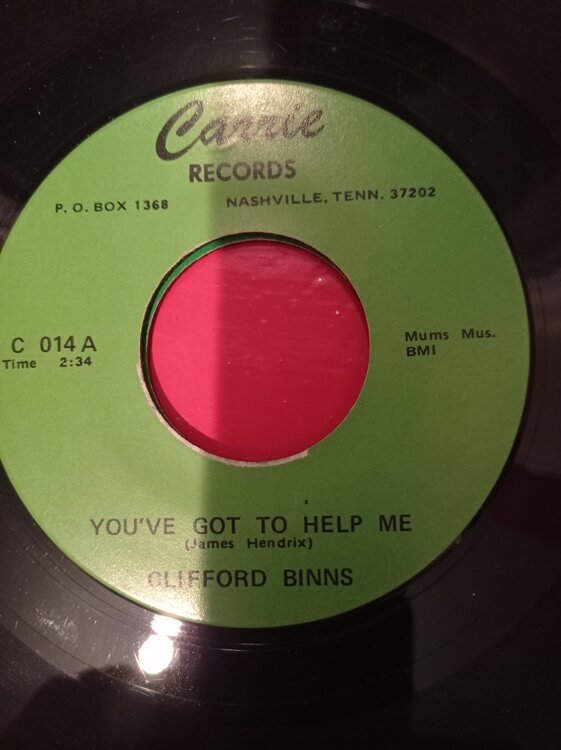 Carrie
RECORDS
P. O. BOX 1368 NASHVILLE, TENN. 37202
C 014 A
Time 2:34
Mums Mus.
BMI
YOU'VE GOT TO HELP ME
(James Hendrix)
CLIFFORD BINNS